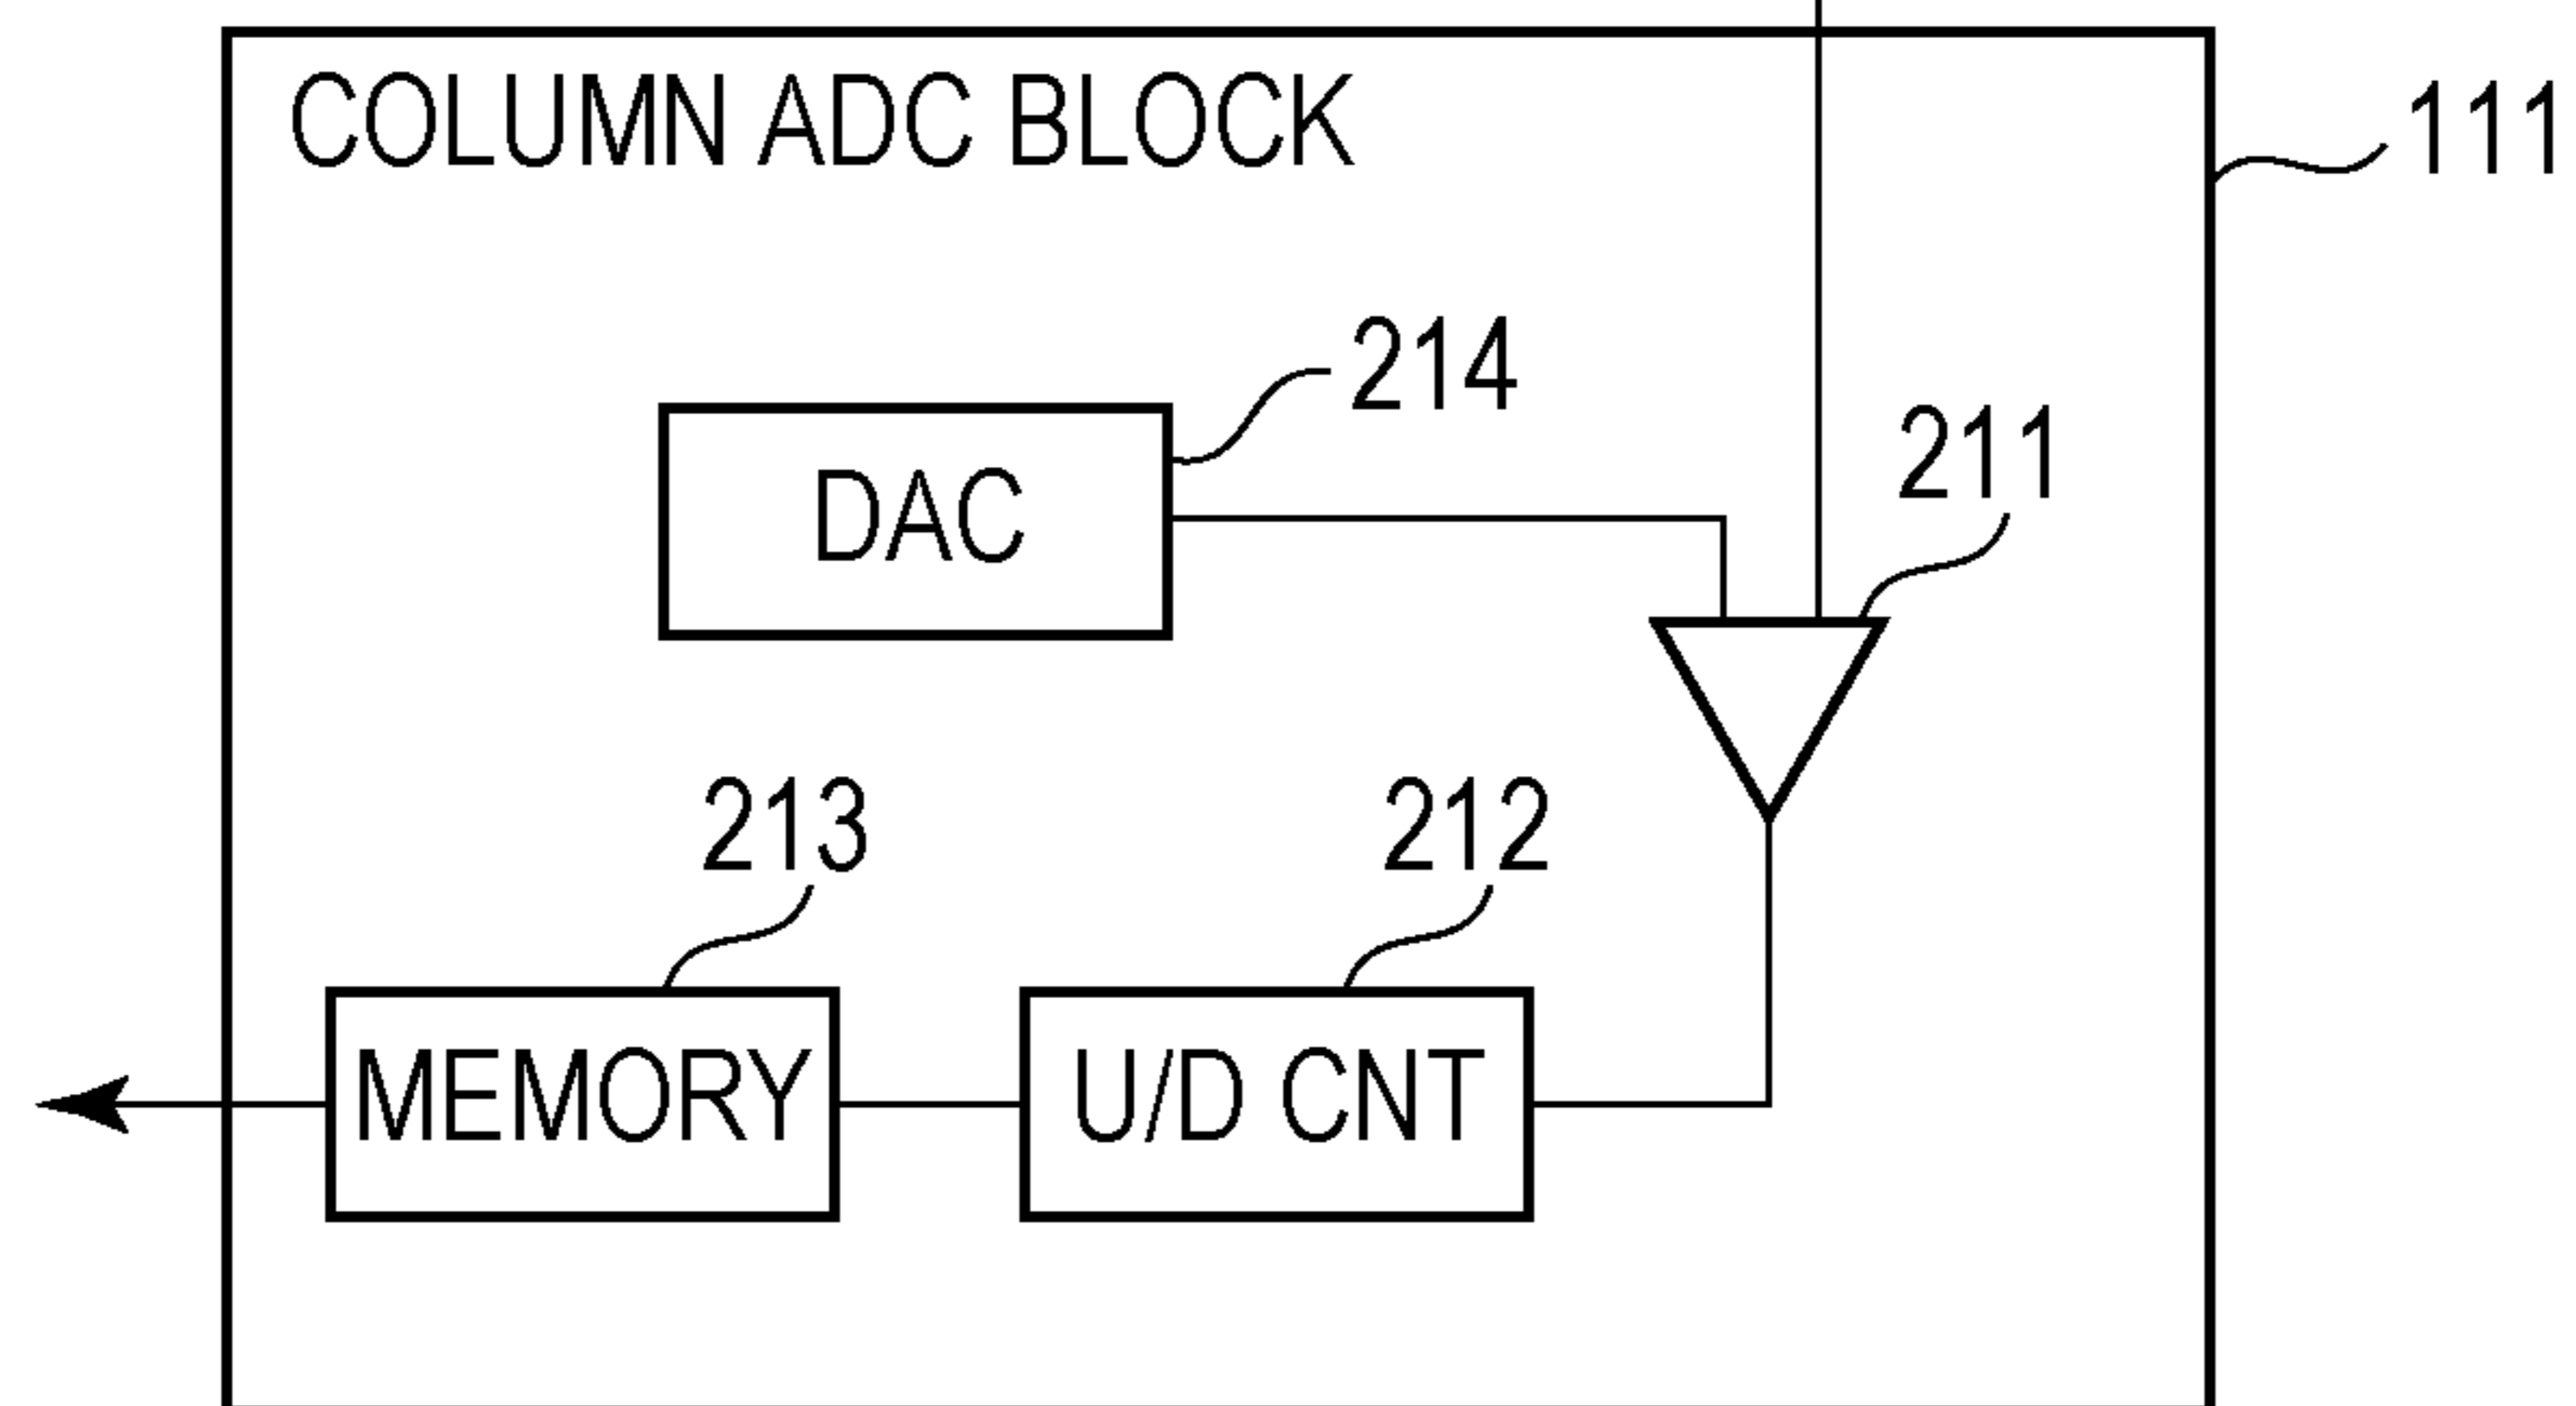 COLUMN ADC BLOCK
111
214
DAC
211
213
212
MEMORY
U/D CNT